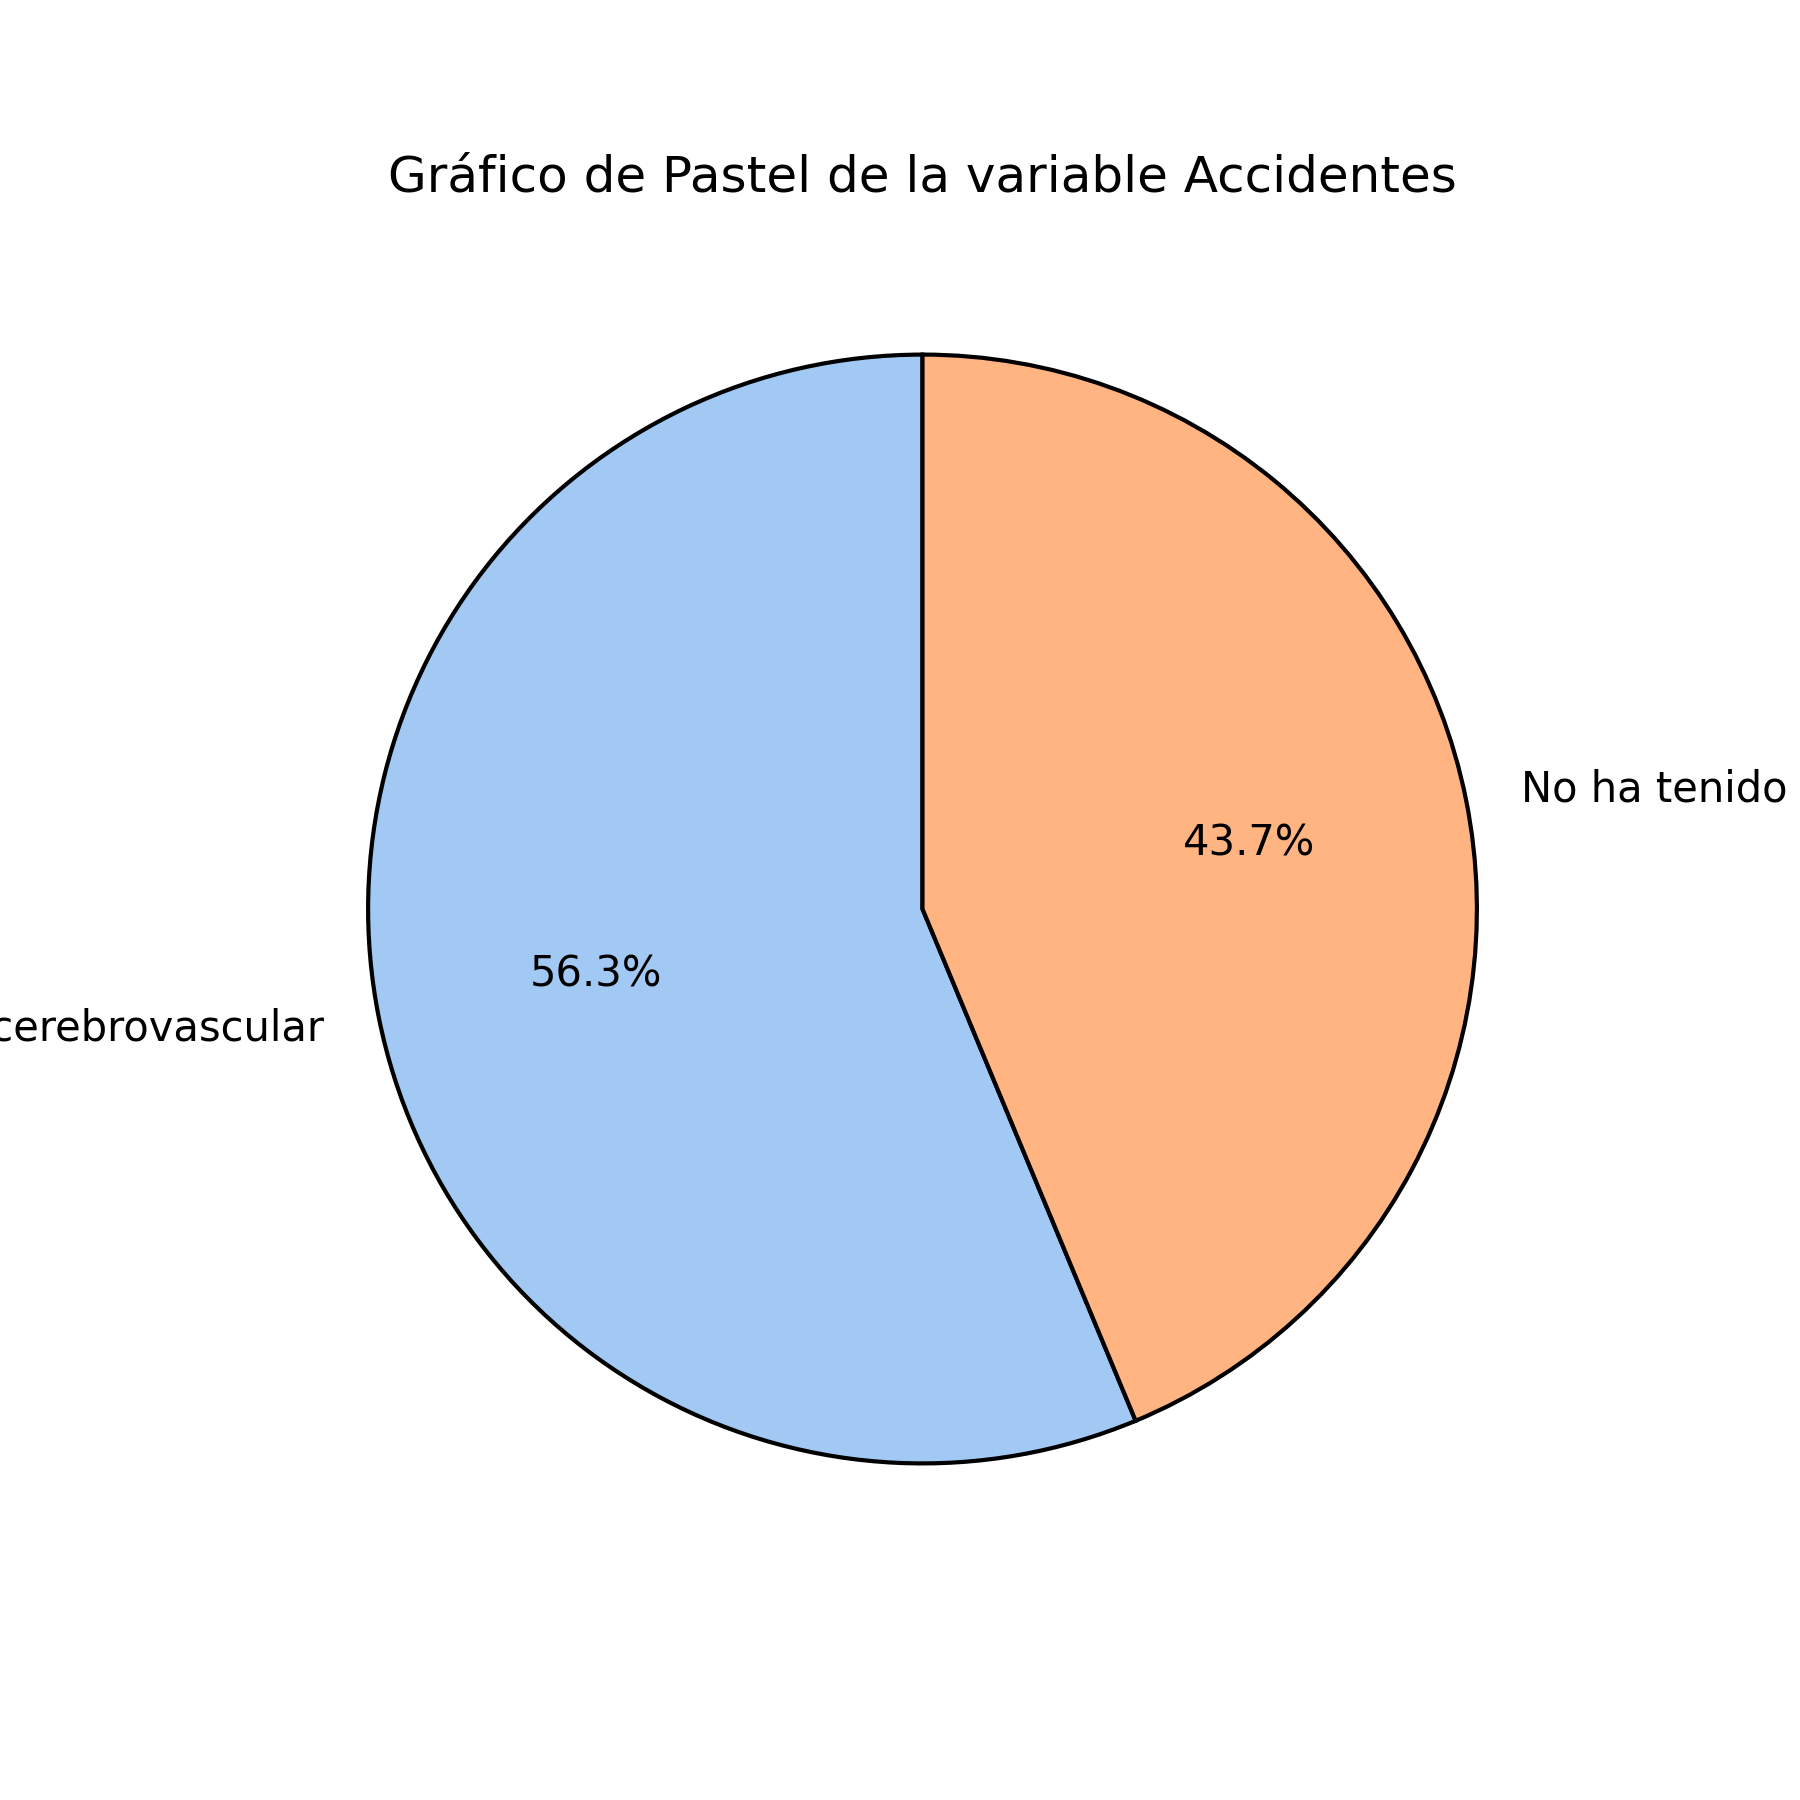 Gráfico de Pastel de la variable Accidentes
No ha tenido
43.7%
56.3%
cerebrovascular